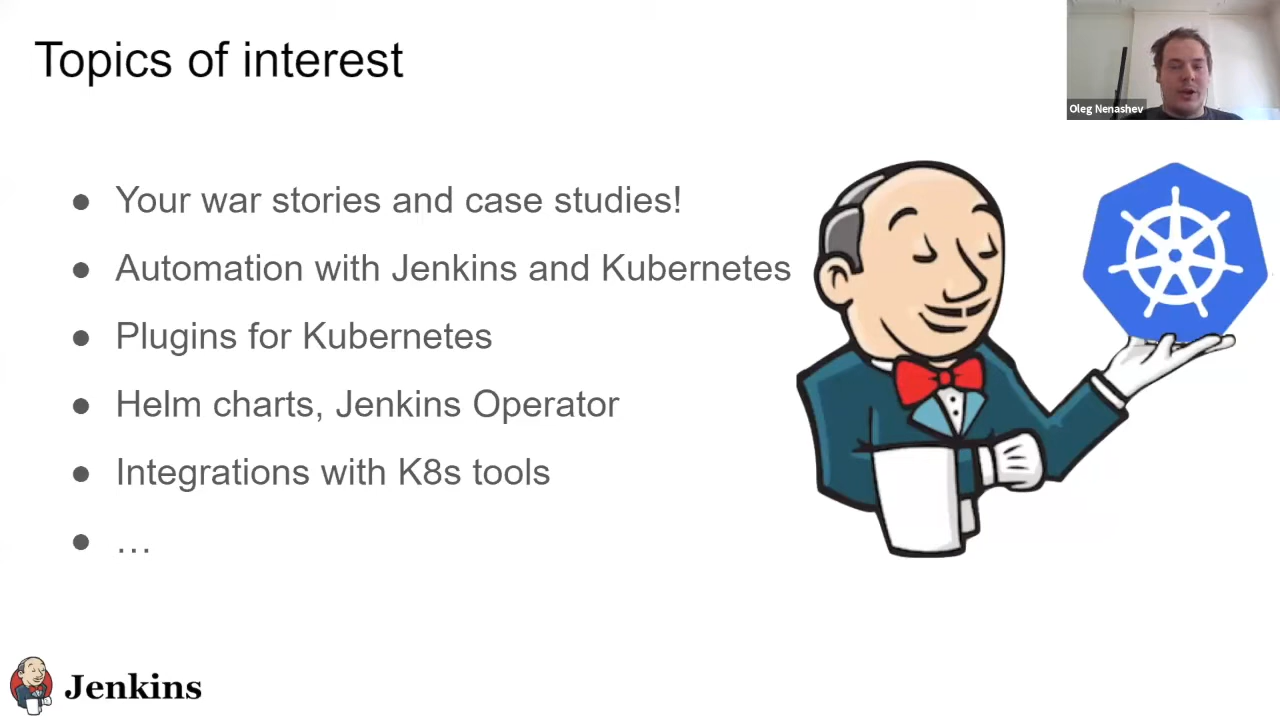 Topics of interest
Oleg Nenashev
● Your war stories and case studies!
● Automation with Jenkins and Kubernetes
● Plugins for Kubernetes
● Helm charts, Jenkins Operator
● Integrations with K8s tools
● …
Jenkins